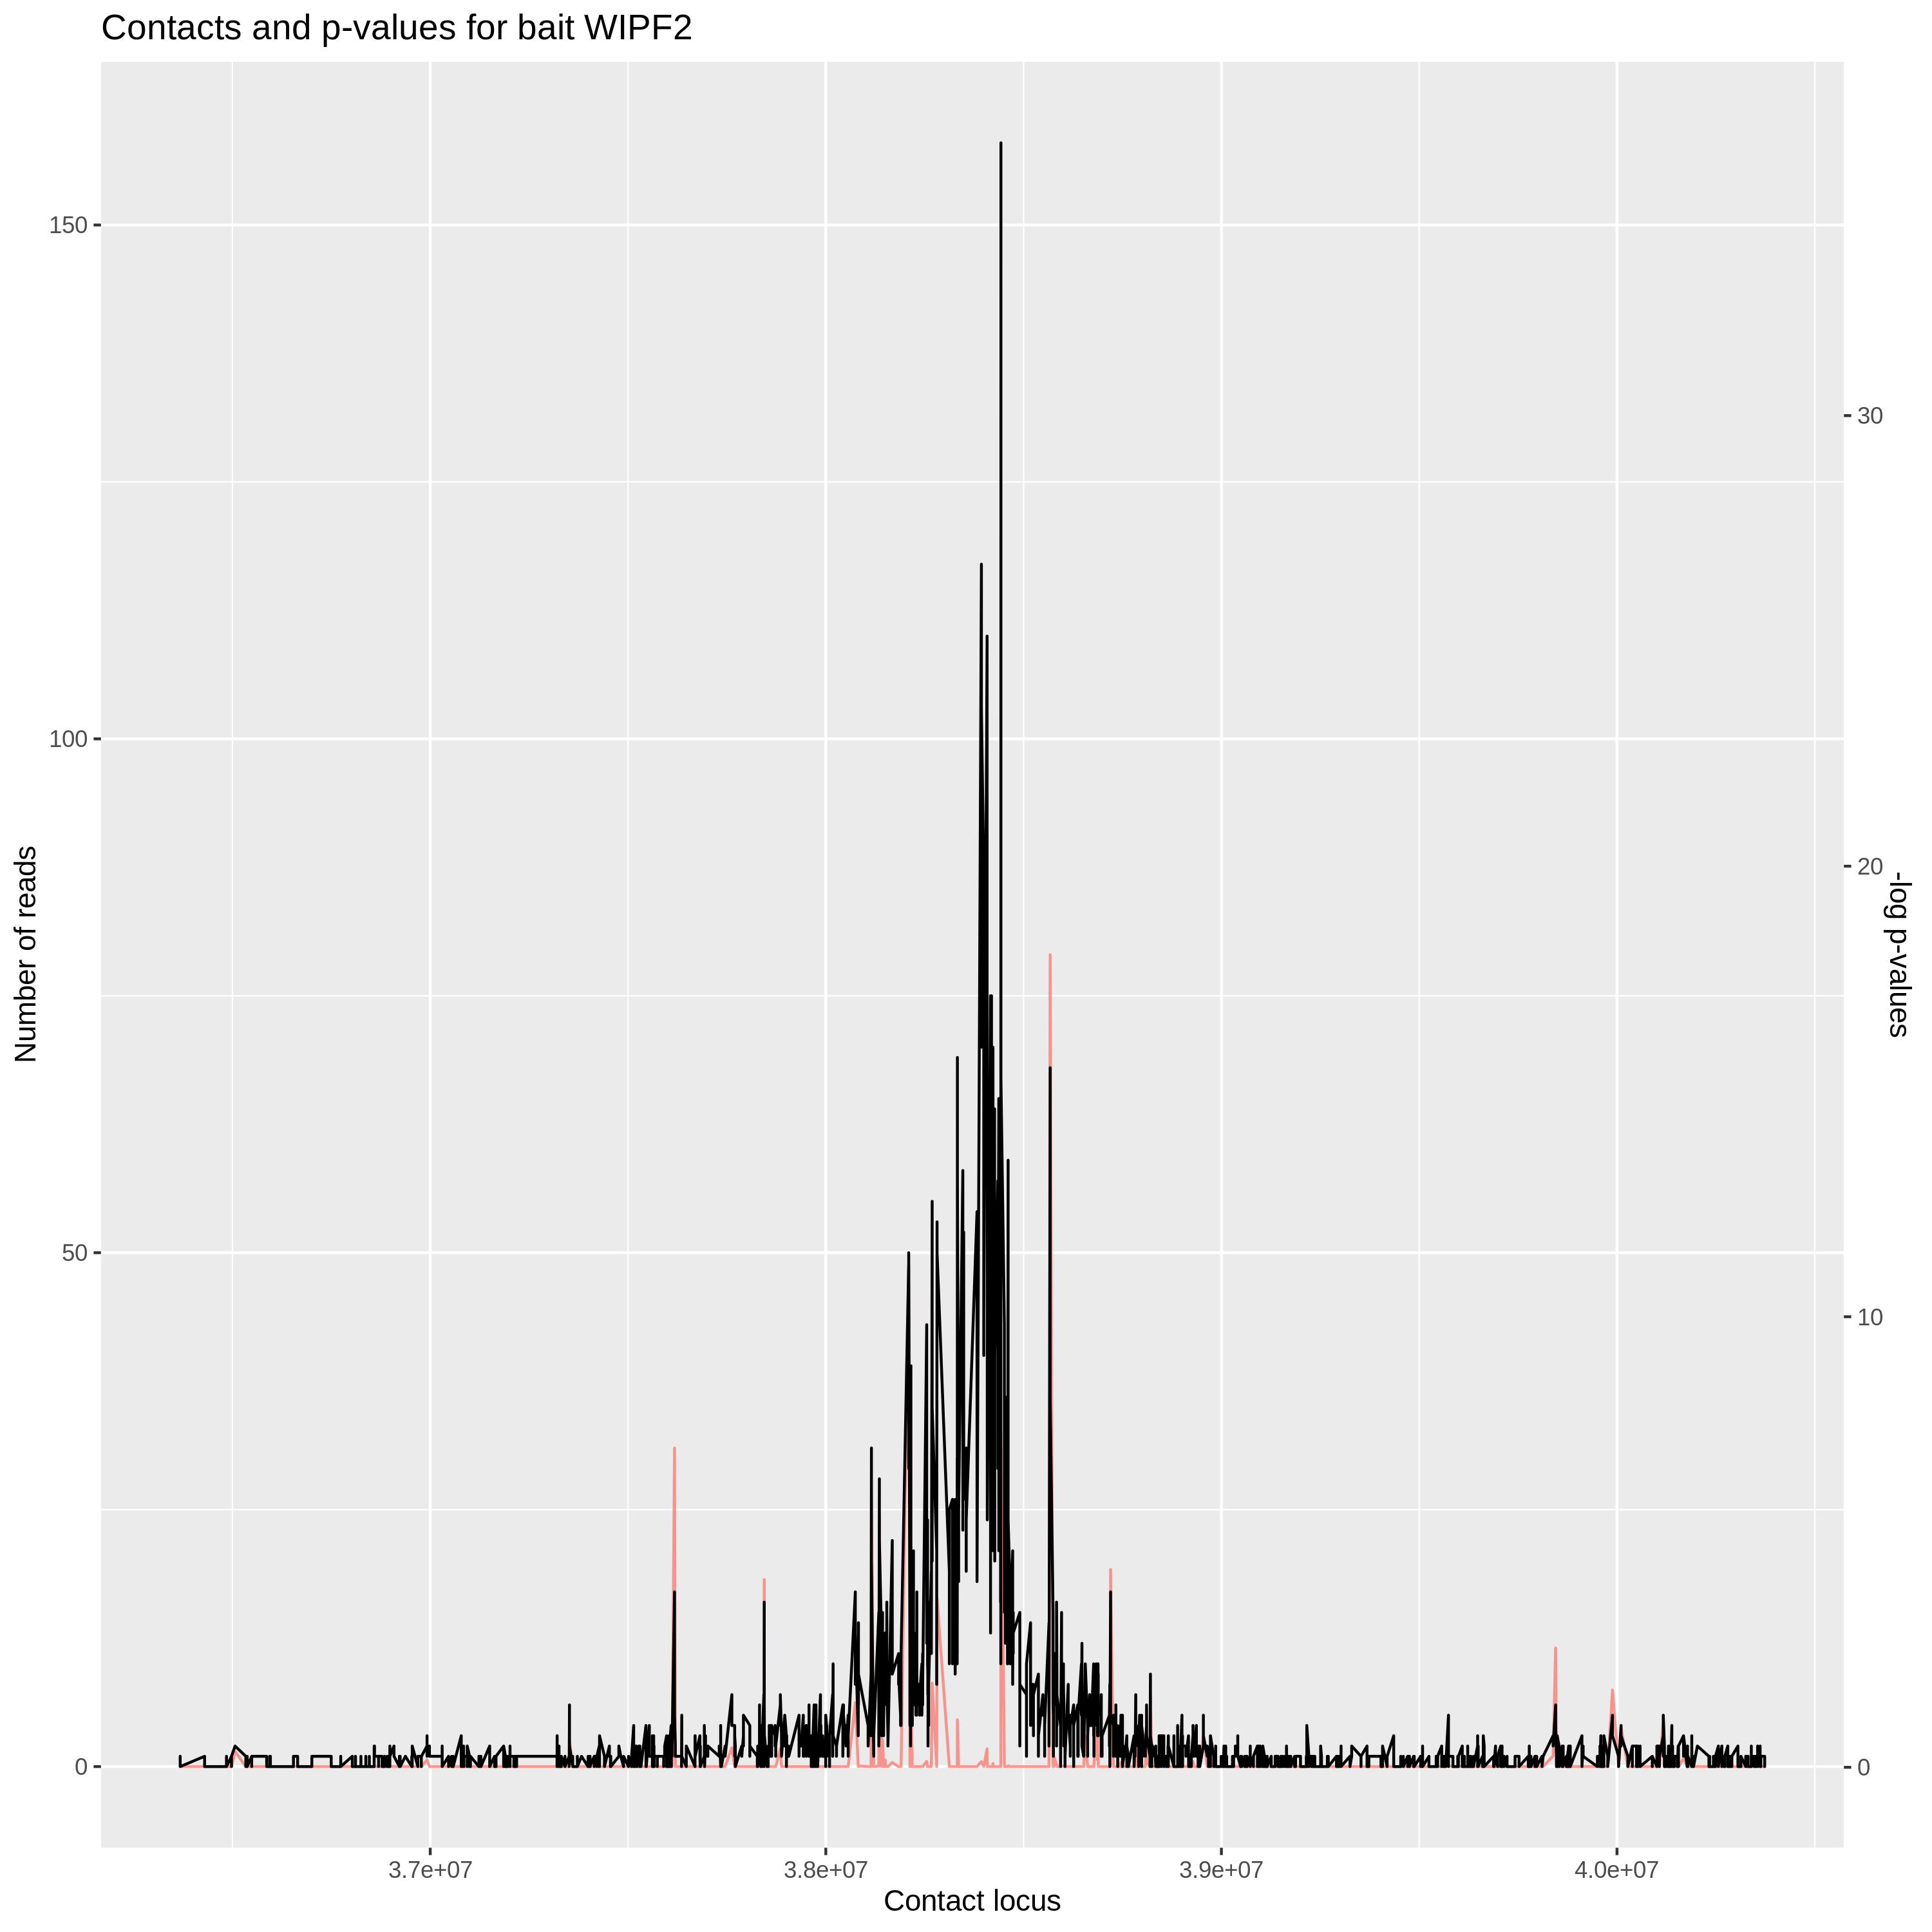 Contacts and p-values for bait WIPF2
150
100
50
0
Number of reads
30
20
10
0
-log p-values
3.7e+07
3.8e+07
3.9e+07
4.0e+07
Contact locus